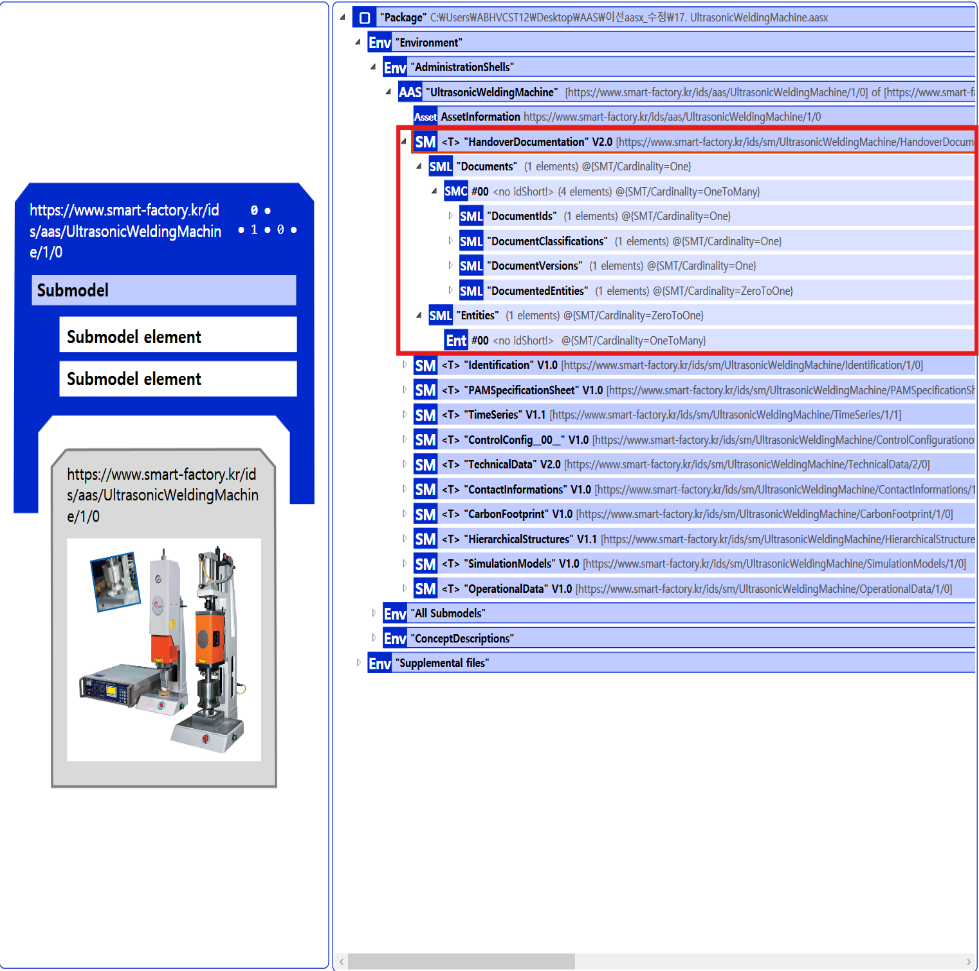 https://www.smart-factory.kr/id
s/aas/UltrasonicWeldingMachin
e/1/0
0
1 0
Submodel
Submodel element
Submodel element
https://www.smart-factory.kr/id
s/aas/UltrasonicWeldingMachin
e/1/0
"Package" C:₩Users₩ABHVCST12₩Desktop₩AAS₩이선aasx_수정₩17. UltrasonicWeldingMachine.aasx
Env "Environment"
Env "AdministrationShells"
AAS "UltrasonicWeldingMachine" [https://www.smart-factory.kr/ids/aas/UltrasonicWeldingMachine/1/0] of [https://www.smart-f
Asset AssetInformation https://www.smart-factory.kr/ids/aas/UltrasonicWeldingMachine/1/0
SM <T> "HandoverDocumentation" V2.0 [https://www.smart-factory.kr/ids/sm/UltrasonicWeldingMachine/HandoverDocum
SML "Documents" (1 elements) @{SMT/Cardinality=One}
SMC #00 <no idShort!> (4 elements) @{SMT/Cardinality=OneToMany}
SML "DocumentIds" (1 elements) @{SMT/Cardinality=One}
SML "DocumentClassifications" (1 elements) @{SMT/Cardinality=One}
SML "DocumentVersions" (1 elements) @{SMT/Cardinality=One}
SML "DocumentedEntities" (1 elements) @{SMT/Cardinality=ZeroToOne}
SML "Entities" (1 elements) @{SMT/Cardinality=ZeroToOne}
Ent #00 <no idShort!> @{SMT/Cardinality=OneToMany}
SM <T> "Identification" V1.0 [https://www.smart-factory.kr/ids/sm/UltrasonicWeldingMachine/Identification/1/0]
SM <T> "PAMSpecificationSheet" V1.0 [https://www.smart-factory.kr/ids/sm/UltrasonicWeldingMachine/PAMSpecificationSh
SM <T> "TimeSeries" V1.1 [https://www.smart-factory.kr/ids/sm/UltrasonicWeldingMachine/TimeSeries/1/1]
SM <T> "ControlConfig__00__" V1.0 [https://www.smart-factory.kr/ids/sm/UltrasonicWeldingMachine/ControlConfigurationo
SM <T> "TechnicalData" V2.0 [https://www.smart-factory.kr/ids/sm/UltrasonicWeldingMachine/TechnicalData/2/0]
SM <T> "ContactInformations" V1.0 [https://www.smart-factory.kr/ids/sm/UltrasonicWeldingMachine/ContactInformations/1
SM <T> "CarbonFootprint" V1.0 [https://www.smart-factory.kr/ids/sm/UltrasonicWeldingMachine/CarbonFootprint/1/0]
SM <T> "HierarchicalStructures" V1.1 [https://www.smart-factory.kr/ids/sm/UltrasonicWeldingMachine/HierarchicalStructure
SM <T> "SimulationModels" V1.0 [https://www.smart-factory.kr/ids/sm/UltrasonicWeldingMachine/SimulationModels/1/0]
SM <T> "OperationalData" V1.0 [https://www.smart-factory.kr/ids/sm/UltrasonicWeldingMachine/OperationalData/1/0]
Env "All Submodels"
Env "ConceptDescriptions"
Env "Supplemental files"